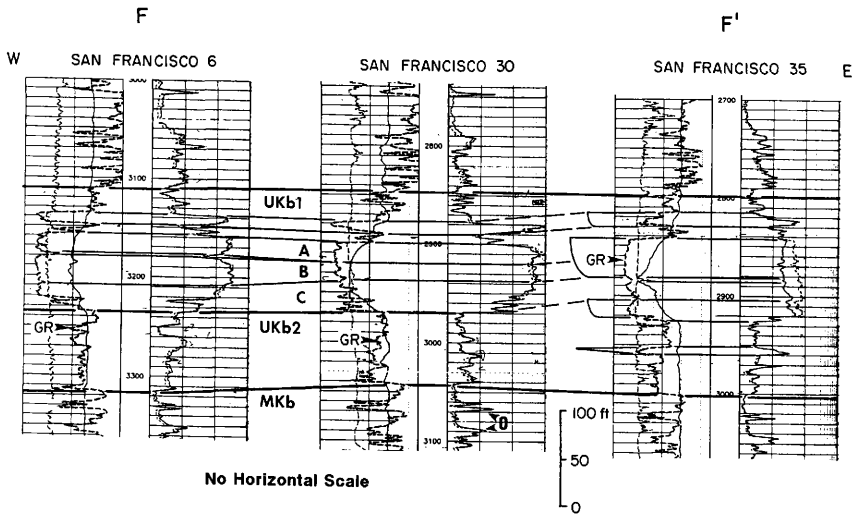 F
F'
W
SAN FRANCISCO 6
SAN FRANCISCO 30
SAN FRANCISCO 35
E
3000
2700
2800
3100
UKb1
2800
2900
A
GR
B
3200
C
2900
GR
UKb2
GR
3000
3300
MKb
3000
100 ft
O
3100
50
No Horizontal Scale
0